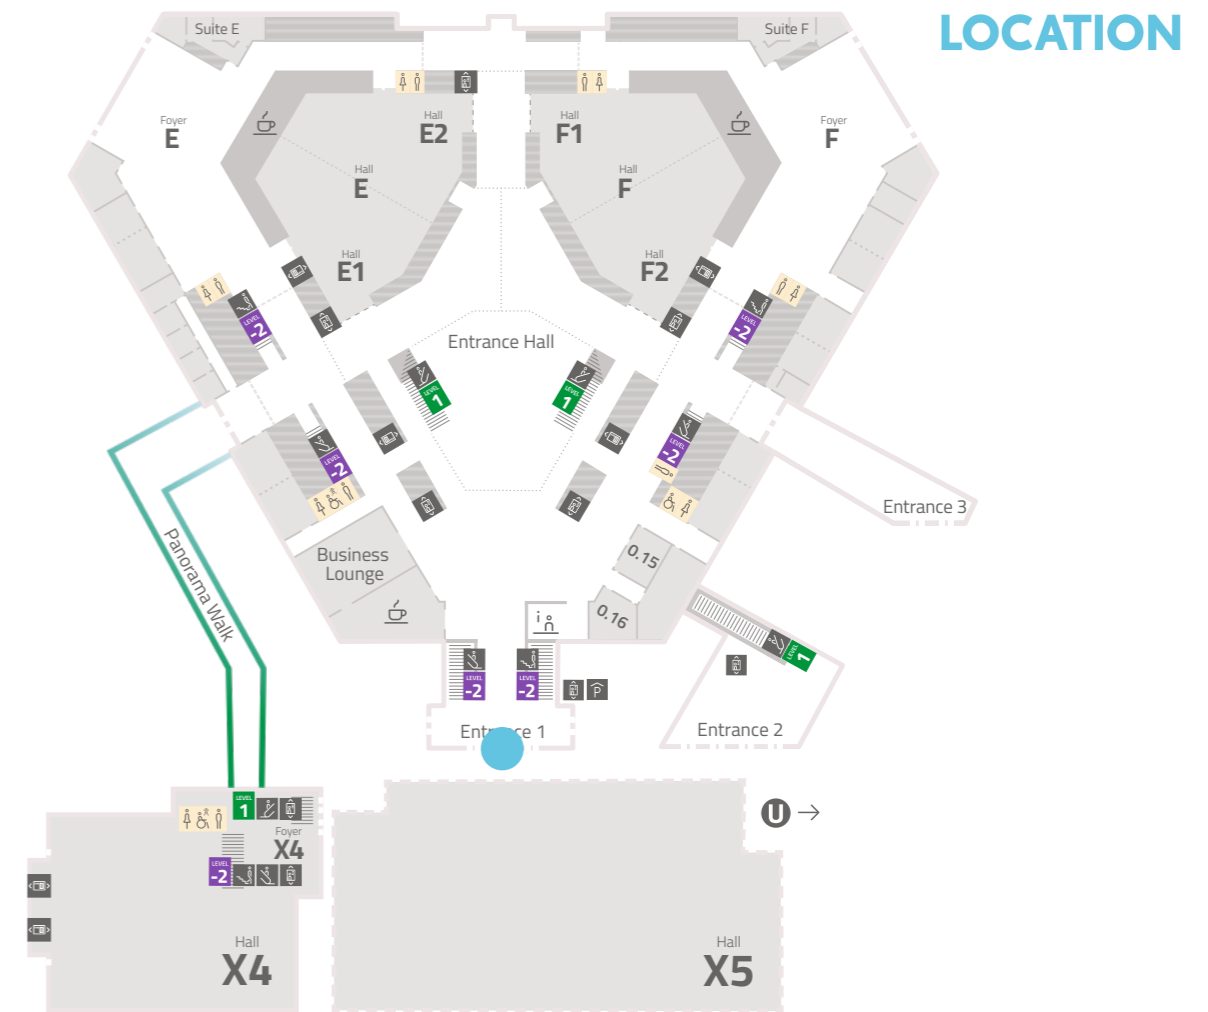 LOCATION
Suite E
Suite F
Foyer
E
Hall
E2
Hall
F1
Foyer
F
Hall
E
Hall
F
Hall
E1
Hall
F2
LEVEL
-2
LEVEL
-2
Entrance Hall
LEVEL
1
LEVEL
1
LEVEL
-2
LEVEL
-2
Entrance 3
Panorama Walk
Business
Lounge
0.15
0.16
i
LEVEL
1
LEVEL
-2
LEVEL
-2
P
Entrance 1
Entrance 2
LEVEL
1
U
Foyer
X4
LEVEL
-2
Hall
X4
Hall
X5